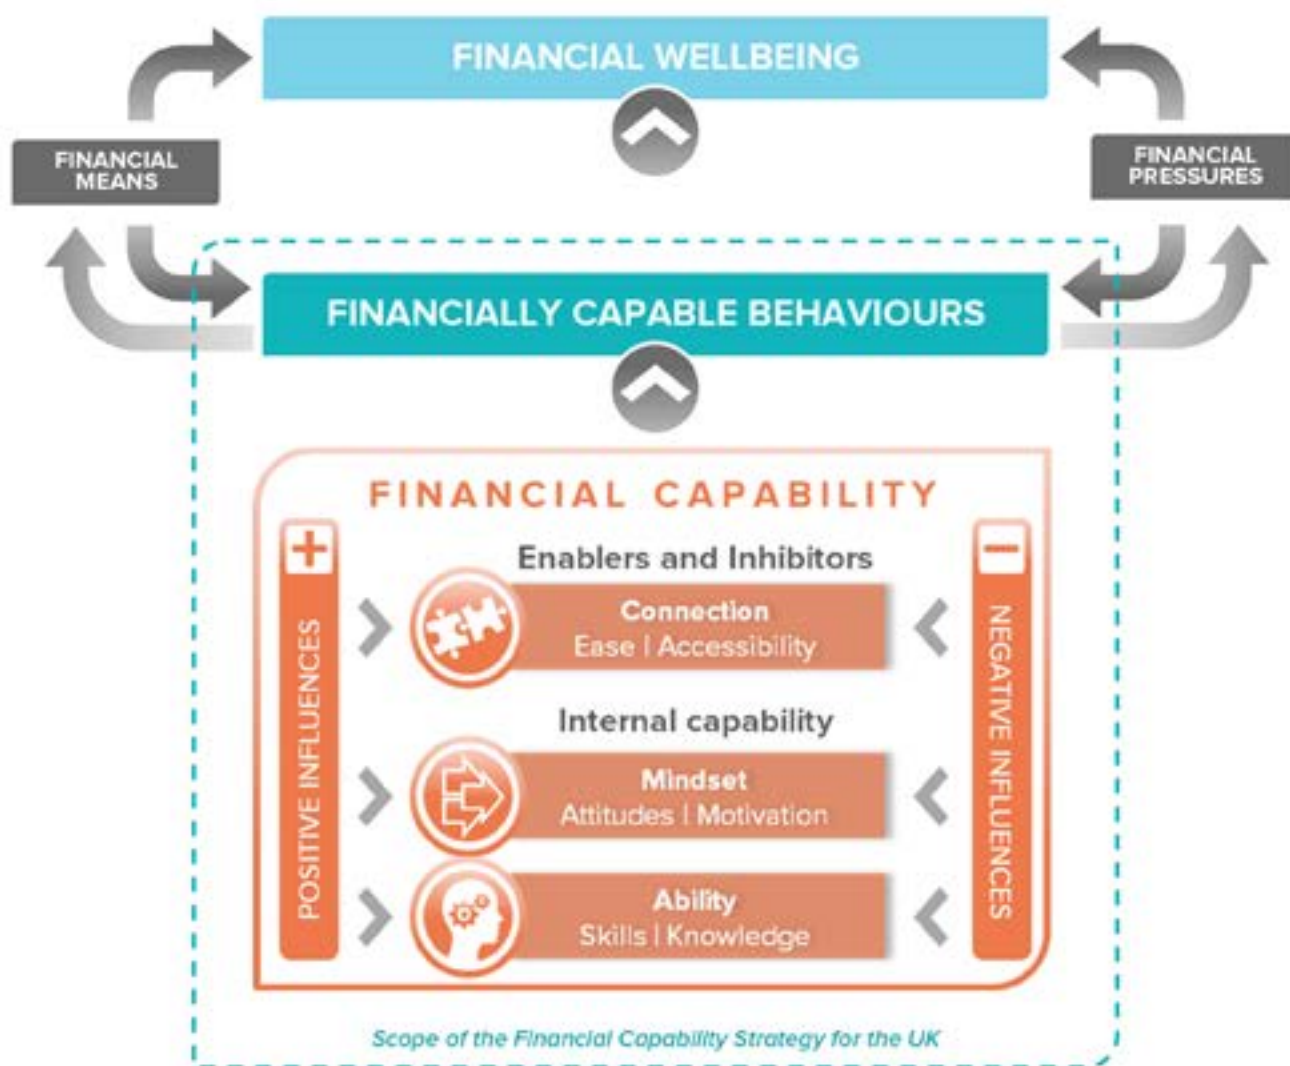 FINANCIAL WELLBEING
FINANCIAL
MEANS
FINANCIAL
PRESSURES
FINANCIALLY CAPABLE BEHAVIOURS
FINANCIAL CAPABILITY
+
−
Enablers and Inhibitors
Connection
Ease | Accessibility
Internal capability
Mindset
Attitudes | Motivation
Ability
Skills | Knowledge
POSITIVE INFLUENCES
NEGATIVE INFLUENCES
Scope of the Financial Capability Strategy for the UK